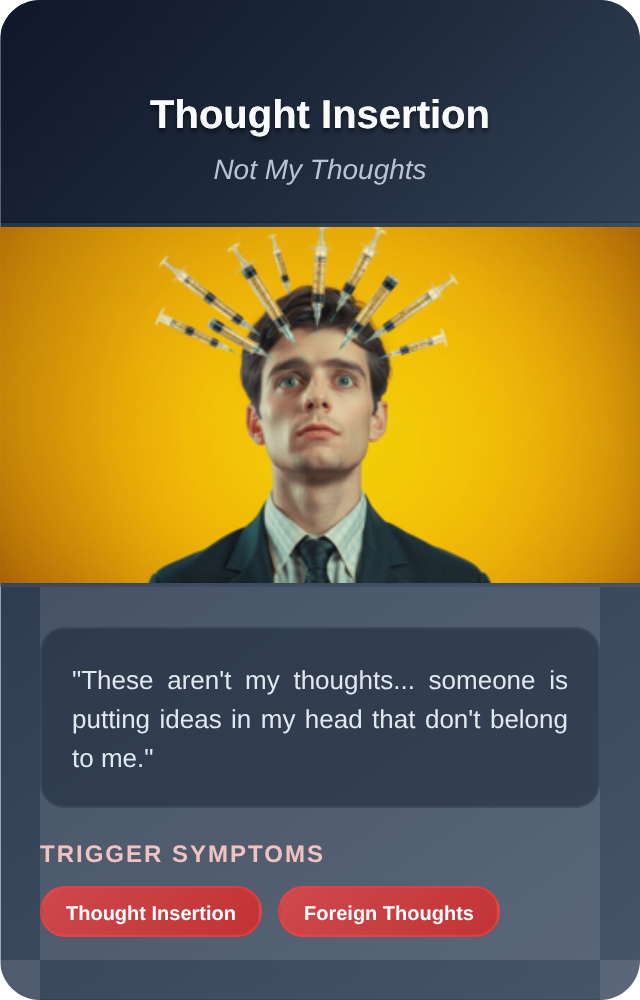 Thought Insertion
Not My Thoughts
"These aren't my thoughts... someone is
putting ideas in my head that don't belong
to me."
TRIGGER SYMPTOMS
Thought Insertion
Foreign Thoughts